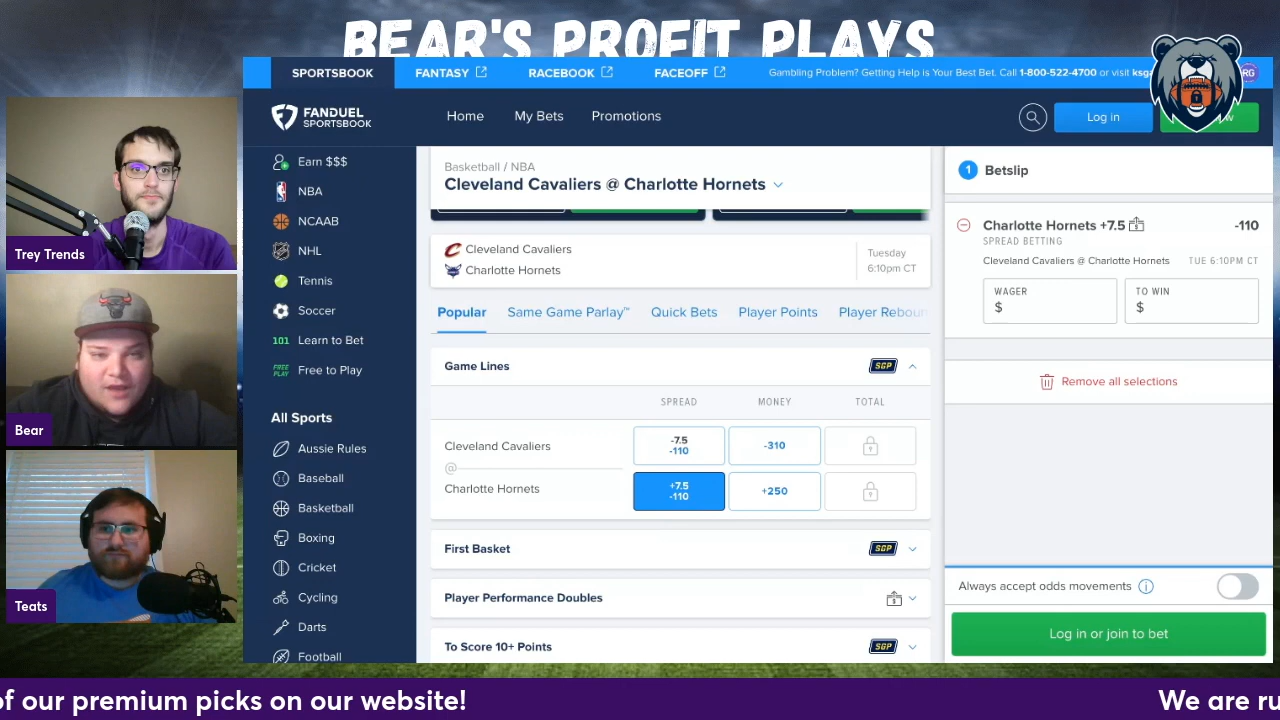 BEAR'S PROFIT PLAYS
SPORTSBOOK
FANTASY
RACEBOOK
FACEOFF
Gambling Problem? Getting Help is Your Best Bet. Call 1-800-522-4700 or visit
RG
FANDUEL
SPORTSBOOK
Home
My Bets
Promotions
Log in
Earn $$$
NBA
NCAAB
NHL
Tennis
Soccer
101 Learn to Bet
FREE PLAY Free to Play
All Sports
Aussie Rules
Baseball
Basketball
Boxing
Cricket
Cycling
Darts
Football
Basketball / NBA
Cleveland Cavaliers @ Charlotte Hornets
Cleveland Cavaliers
Charlotte Hornets
Tuesday
6:10pm CT
Popular
Same Game Parlay™
Quick Bets
Player Points
Player Reboun
Game Lines
SGP
SPREAD
MONEY
TOTAL
Cleveland Cavaliers
-7.5
-110
-310
@
Charlotte Hornets
+7.5
-110
+250
First Basket
SGP
Player Performance Doubles
To Score 10+ Points
SGP
1 Betslip
Charlotte Hornets +7.5
-110
SPREAD BETTING
Cleveland Cavaliers @ Charlotte Hornets
TUE 6:10PM CT
WAGER
$
TO WIN
$
Remove all selections
Always accept odds movements
Log in or join to bet
Trey Trends
Bear
Teats
of our premium picks on our website!
We are ru